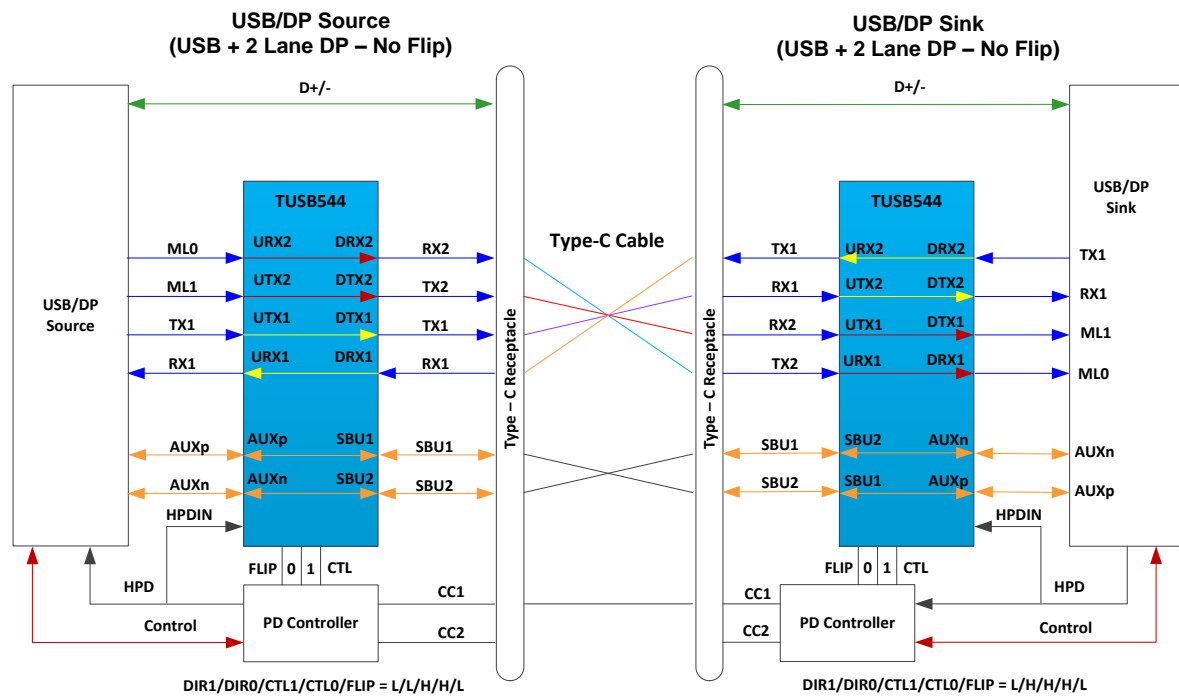 USB/DP Source
(USB + 2 Lane DP – No Flip)
USB/DP Sink
(USB + 2 Lane DP – No Flip)
D+/-
D+/-
TUSB544
TUSB544
USB/DP
Source
USB/DP
Sink
Type-C Cable
Type – C Receptacle
Type – C Receptacle
ML0
URX2
DRX2
RX2
TX1
URX2
DRX2
TX1
ML1
UTX2
DTX2
TX2
RX1
UTX2
DTX2
RX1
TX1
UTX1
DTX1
TX1
RX2
UTX1
DTX1
ML1
RX1
URX1
DRX1
RX1
TX2
URX1
DRX1
ML0
AUXp
AUXp
SBU1
SBU1
SBU1
SBU2
AUXn
AUXn
AUXn
AUXn
SBU2
SBU2
SBU2
SBU1
AUXp
AUXp
HPDIN
HPDIN
FLIP
0
1
CTL
FLIP
0
1
CTL
HPD
HPD
CC1
CC1
PD Controller
PD Controller
Control
Control
CC2
CC2
DIR1/DIR0/CTL1/CTL0/FLIP = L/L/H/H/L
DIR1/DIR0/CTL1/CTL0/FLIP = L/H/H/H/L